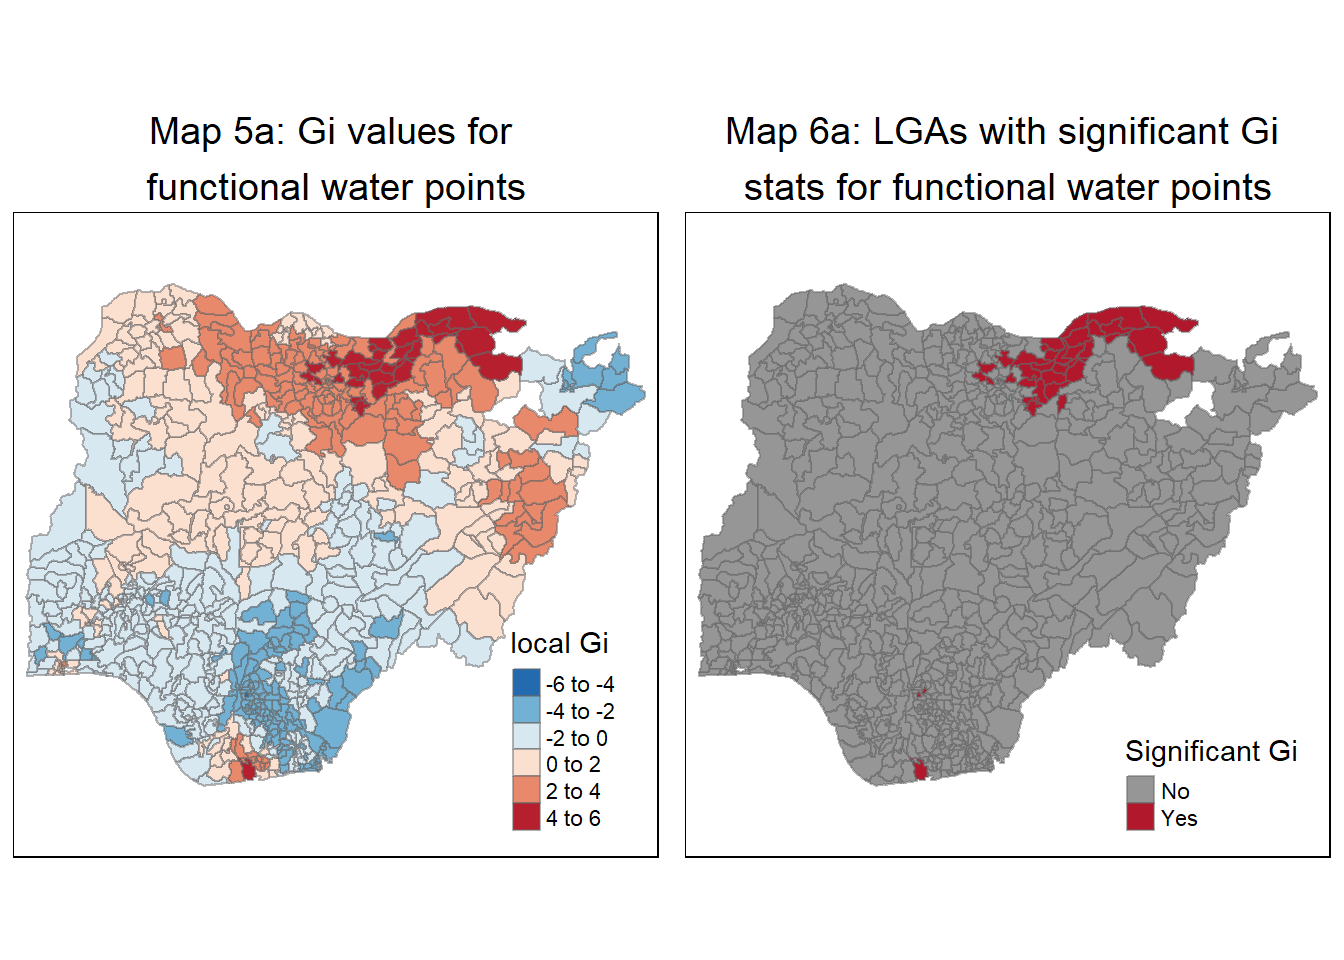 Map 5a: Gi values for
functional water points
local Gi
-6 to -4
-4 to -2
-2 to 0
0 to 2
2 to 4
4 to 6
Map 6a: LGAs with significant Gi
stats for functional water points
Significant Gi
No
Yes